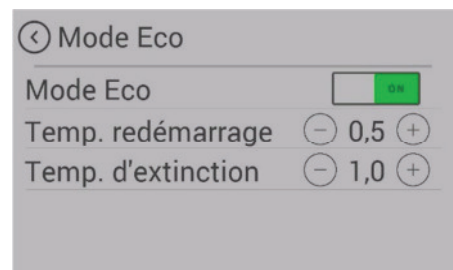 Mode Eco
Mode Eco ON
Temp. redémarrage - 0,5 +
Temp. d'extinction - 1,0 +